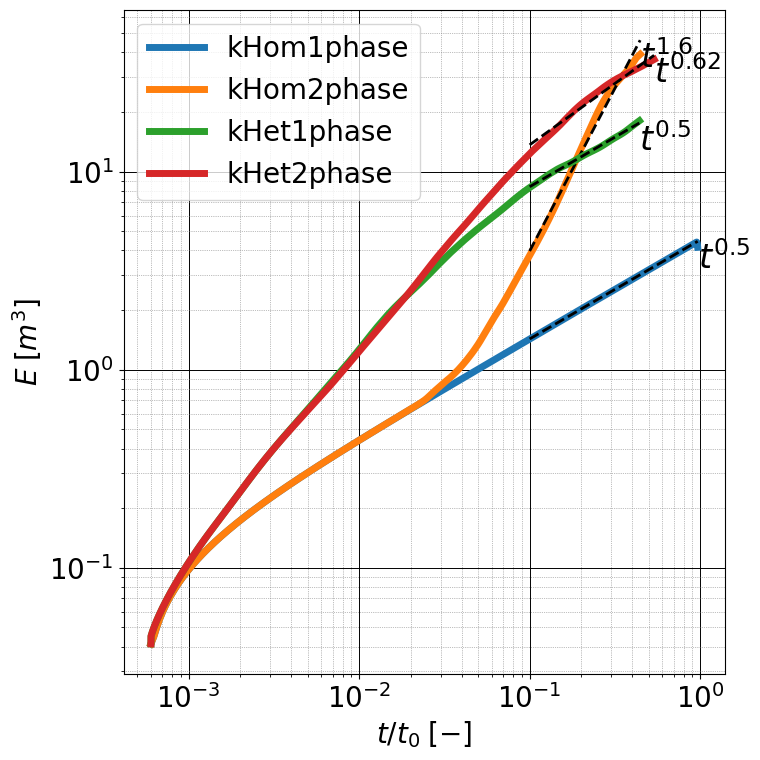 kHom1phase
kHom2phase
kHet1phase
kHet2phase
t^1.6
t^0.62
t^0.5
t^0.5
10^1
10^0
10^−1
E [m^3]
10^−3 10^−2 10^−1 10^0
t/t_0 [−]